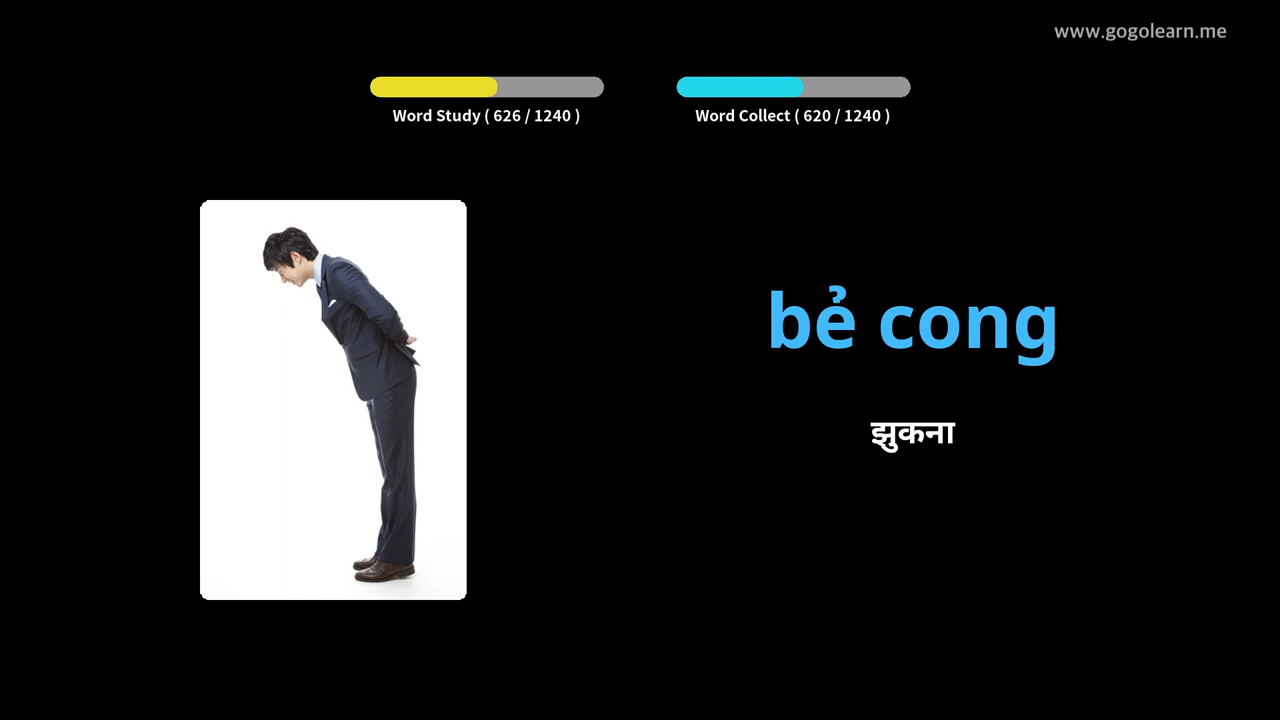 www.gogolearn.me
Word Study ( 626 / 1240 )
Word Collect ( 620 / 1240 )
bẻ cong
झुकना